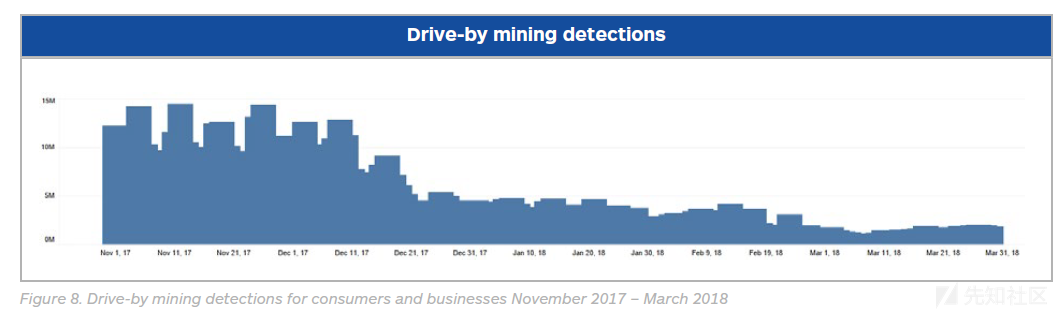 Drive-by mining detections
15M
10M
5M
0M
Nov 1, 17 Nov 11, 17 Nov 21, 17 Dec 1, 17 Dec 11, 17 Dec 21, 17 Dec 31, 17 Jan 10, 18 Jan 20, 18 Jan 30, 18 Feb 9, 18 Feb 19, 18 Mar 1, 18 Mar 11, 18 Mar 21, 18 Mar 31, 18
Figure 8. Drive-by mining detections for consumers and businesses November 2017 – March 2018
先知社区